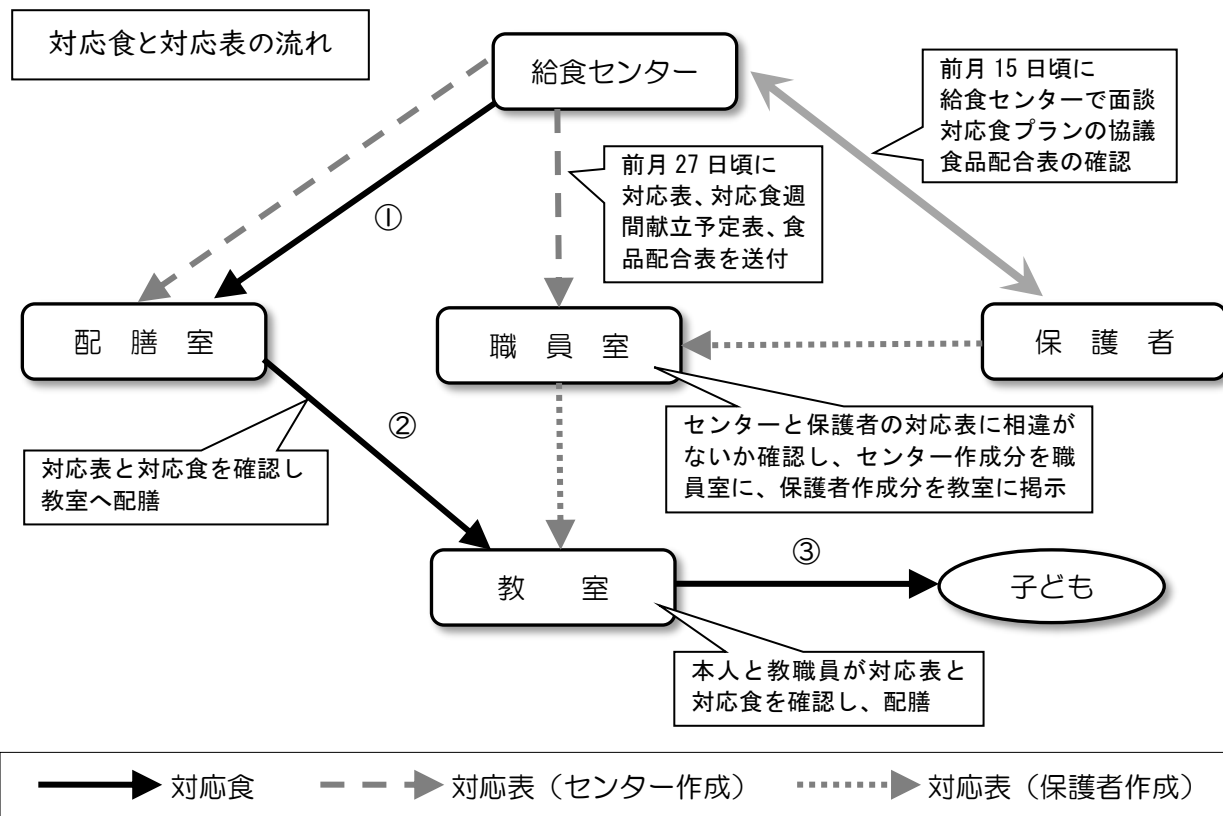 対応食と対応表の流れ
給食センター
前月15日頃に
給食センターで面談
対応食プランの協議
食品配合表の確認
前月27日頃に
対応表、対応食週
間献立予定表、食
品配合表を送付
①
配　膳　室
職　員　室
保　護　者
②
対応表と対応食を確認し
教室へ配膳
センターと保護者の対応表に相違が
ないか確認し、センター作成分を職
員室に、保護者作成分を教室に掲示
③
教　　室
子ども
本人と教職員が対応表と
対応食を確認し、配膳
対応食
対応表（センター作成）
対応表（保護者作成）